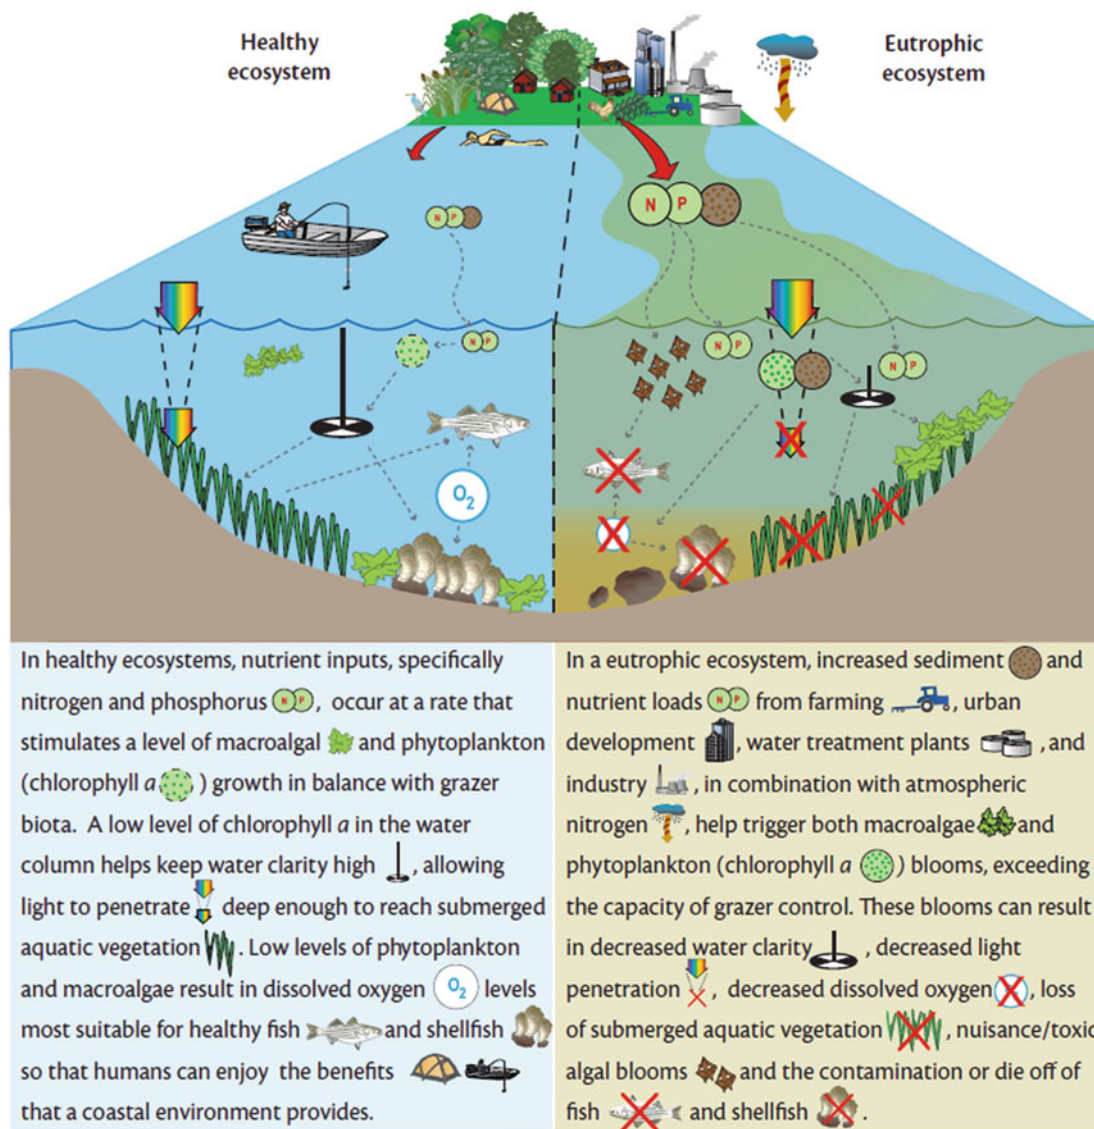 Healthy
ecosystem
Eutrophic
ecosystem
N P
N P
N P
N P
N P
O₂
In healthy ecosystems, nutrient inputs, specifically
nitrogen and phosphorus N P , occur at a rate that
stimulates a level of macroalgal and phytoplankton
(chlorophyll a ) growth in balance with grazer
biota. A low level of chlorophyll a in the water
column helps keep water clarity high , allowing
light to penetrate deep enough to reach submerged
aquatic vegetation . Low levels of phytoplankton
and macroalgae result in dissolved oxygen O₂ levels
most suitable for healthy fish and shellfish
so that humans can enjoy the benefits
that a coastal environment provides.
In a eutrophic ecosystem, increased sediment and
nutrient loads N P from farming , urban
development , water treatment plants , and
industry , in combination with atmospheric
nitrogen , help trigger both macroalgae and
phytoplankton (chlorophyll a ) blooms, exceeding
the capacity of grazer control. These blooms can result
in decreased water clarity , decreased light
penetration , decreased dissolved oxygen , loss
of submerged aquatic vegetation , nuisance/toxic
algal blooms and the contamination or die off of
fish and shellfish .